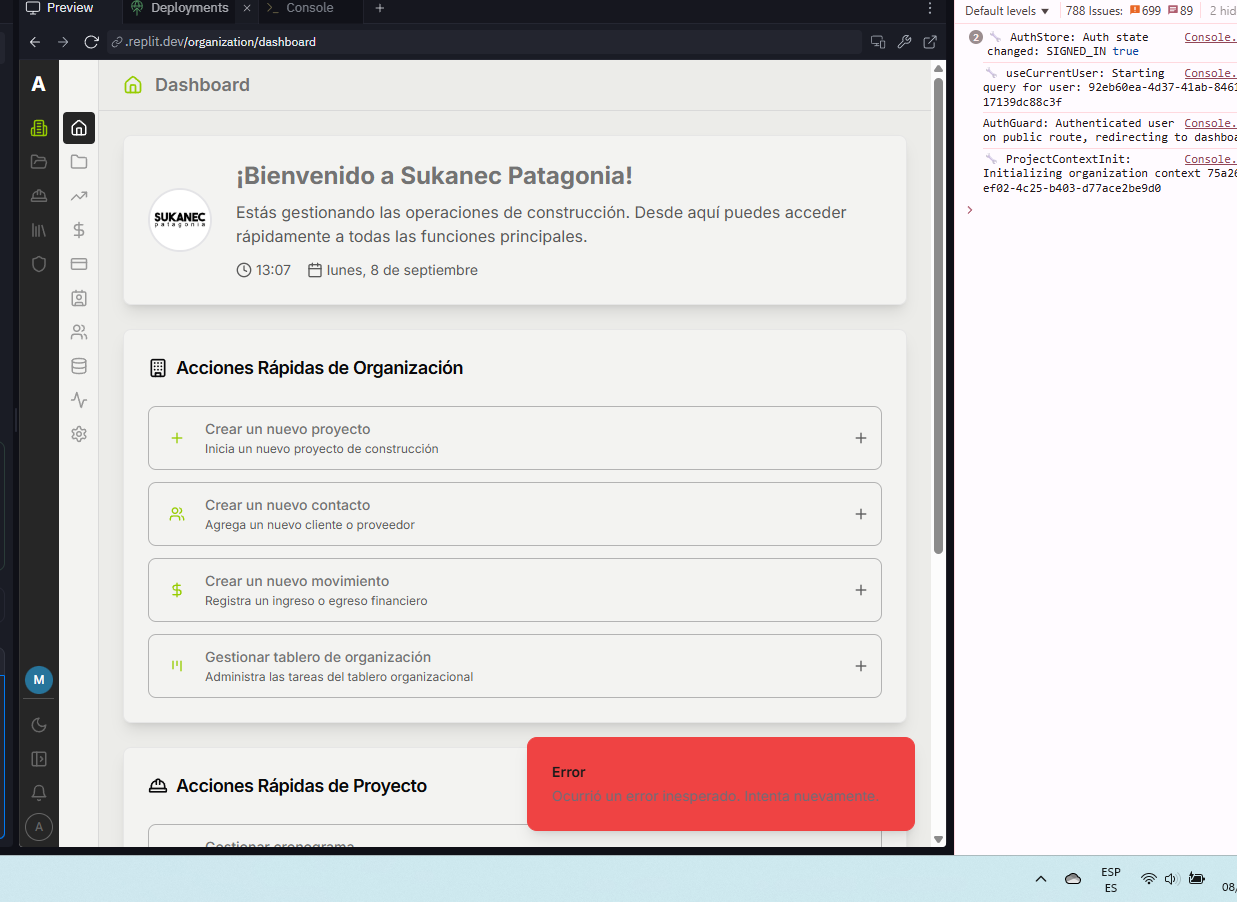 Preview
Deployments
Console
.replit.dev/organization/dashboard
A
Dashboard
¡Bienvenido a Sukanec Patagonia!
SUKANEC
patagonia
Estás gestionando las operaciones de construcción. Desde aquí puedes acceder
rápidamente a todas las funciones principales.
13:07 lunes, 8 de septiembre
Acciones Rápidas de Organización
Crear un nuevo proyecto
Inicia un nuevo proyecto de construcción
Crear un nuevo contacto
Agrega un nuevo cliente o proveedor
Crear un nuevo movimiento
Registra un ingreso o egreso financiero
Gestionar tablero de organización
Administra las tareas del tablero organizacional
M
A
Acciones Rápidas de Proyecto
Gestionar cronograma
Error
Ocurrió un error inesperado. Intenta nuevamente.
Default levels 788 Issues: 699 89 2 hid
2 AuthStore: Auth state Console.
changed: SIGNED_IN true
useCurrentUser: Starting Console.
query for user: 92eb60ea-4d37-41ab-8461
17139dc88c3f
AuthGuard: Authenticated user Console.
on public route, redirecting to dashboa
ProjectContextInit: Console.
Initializing organization context 75a26
ef02-4c25-b403-d77ace2be9d0
ESP
ES
08/